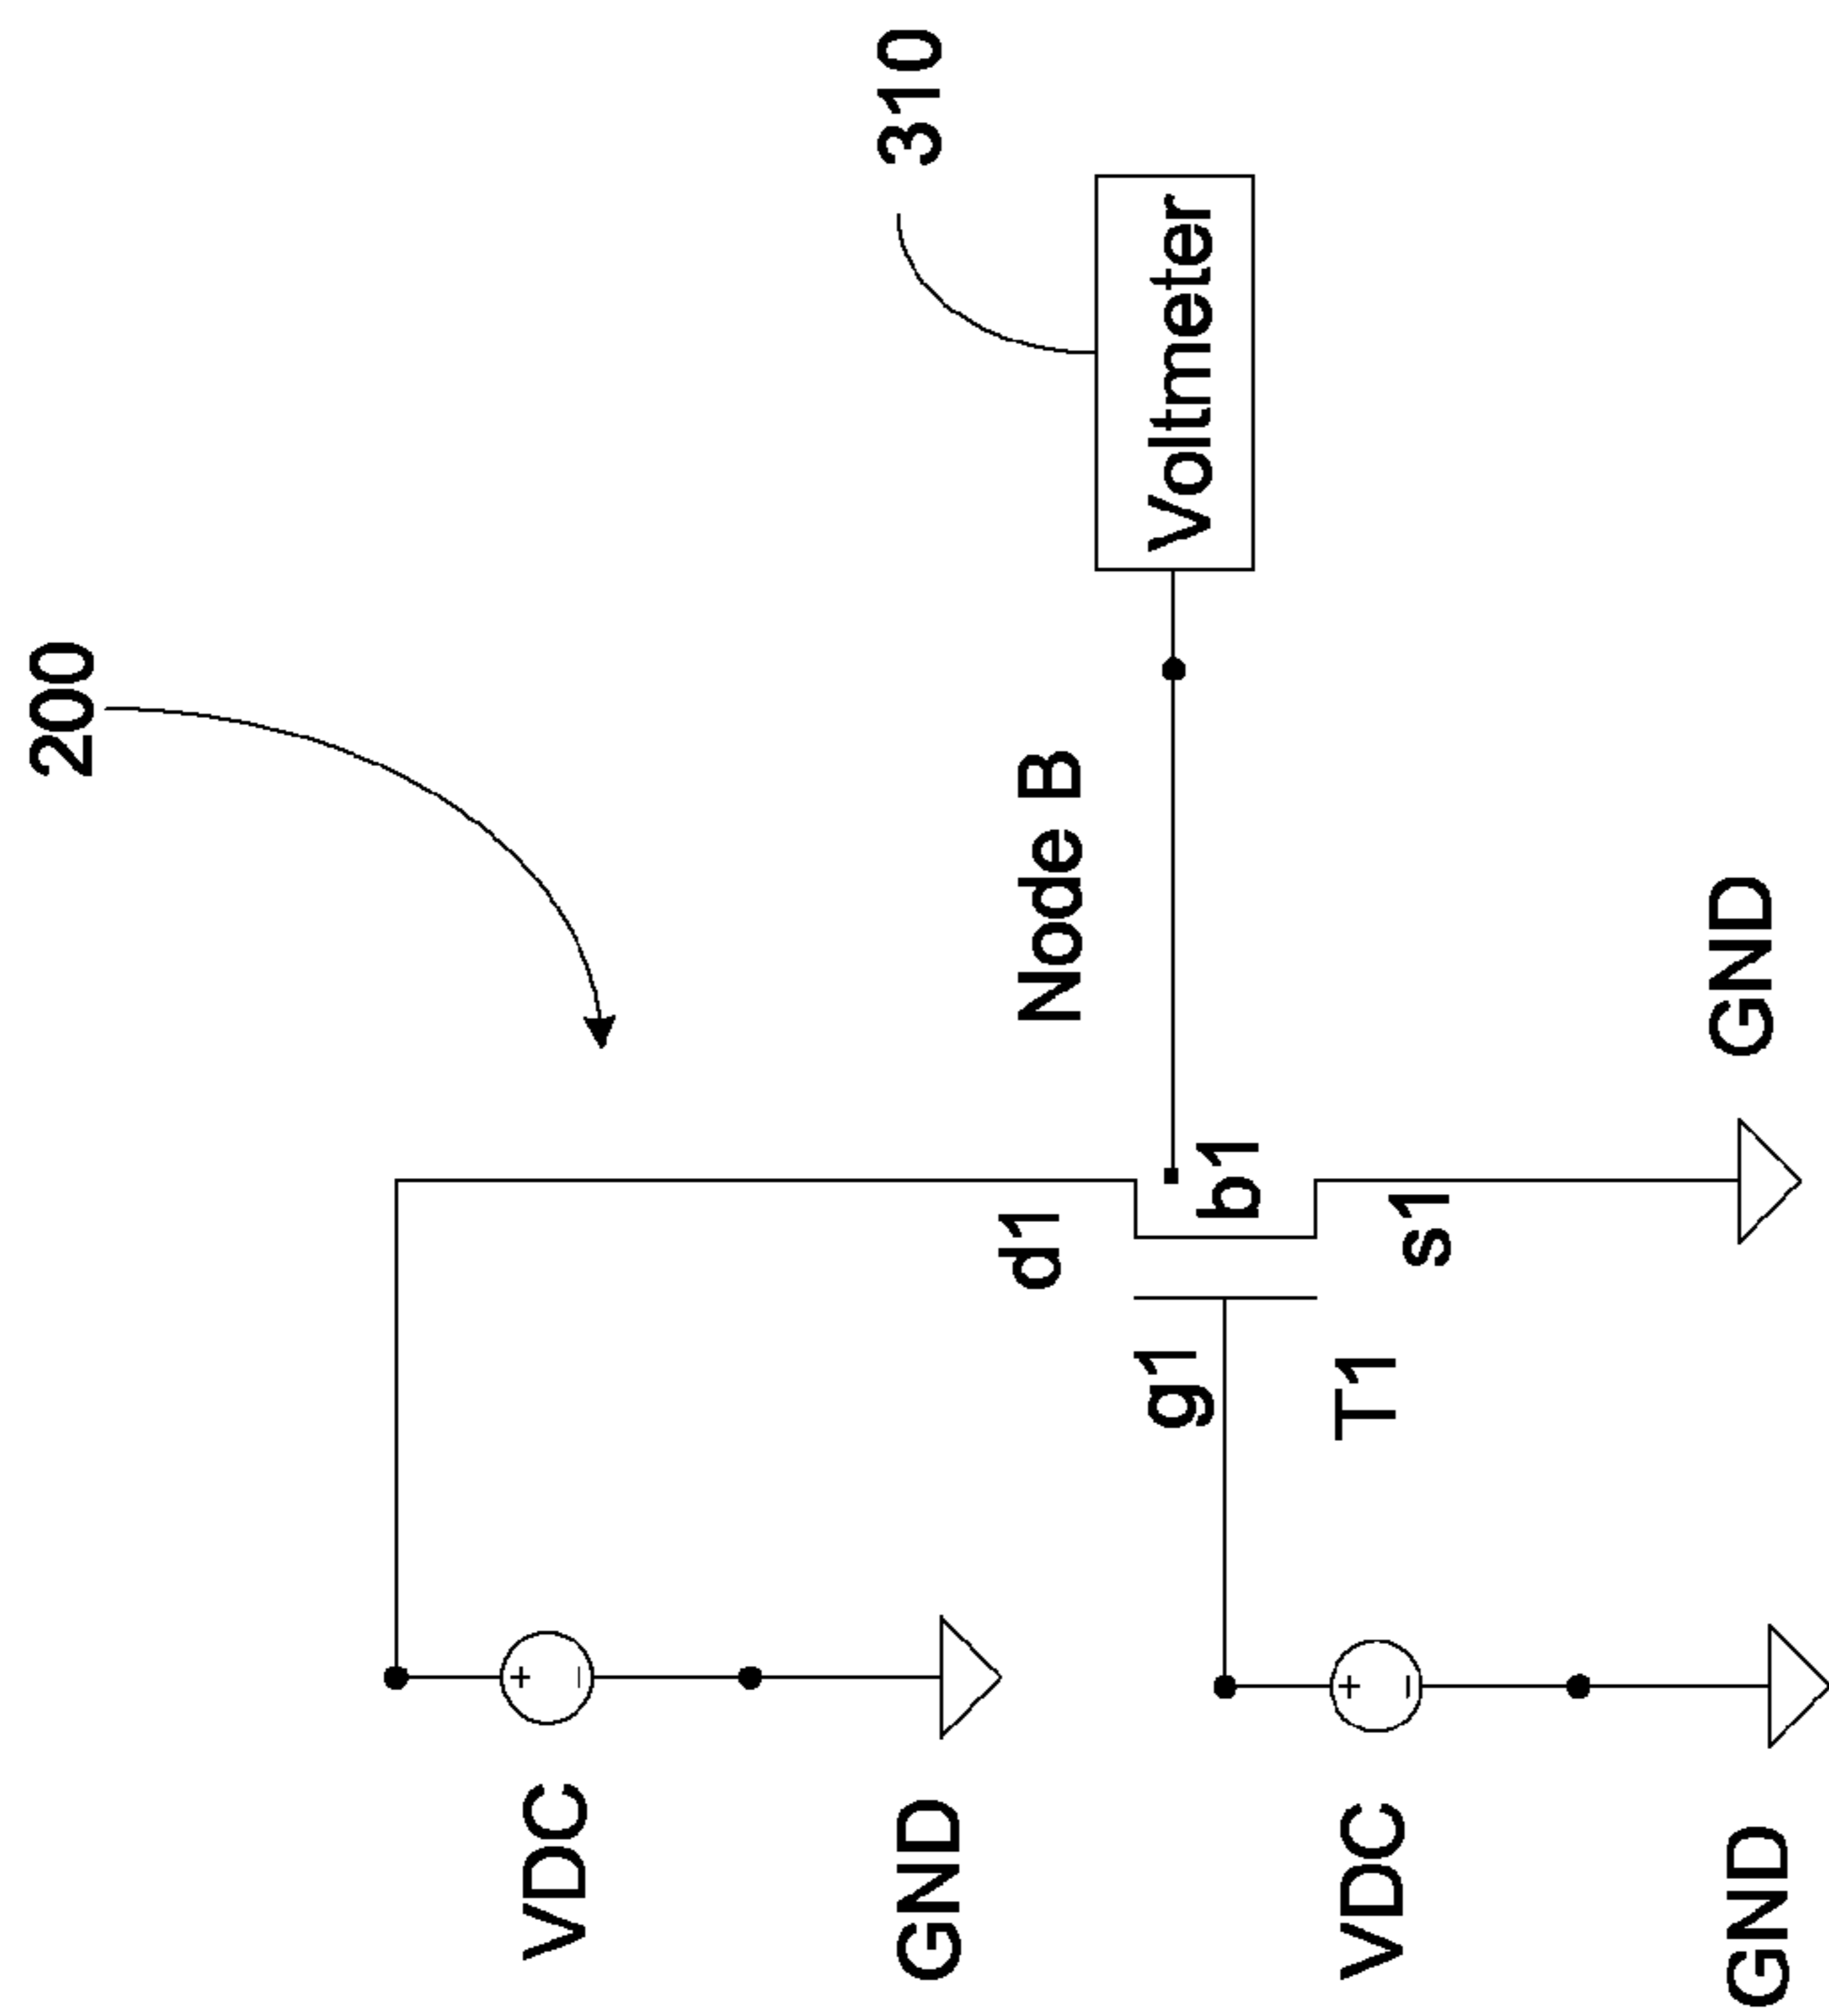 200
310
VDC
d1
Node B
Voltmeter
GND
g1
b1
VDC
T1
s1
GND
GND